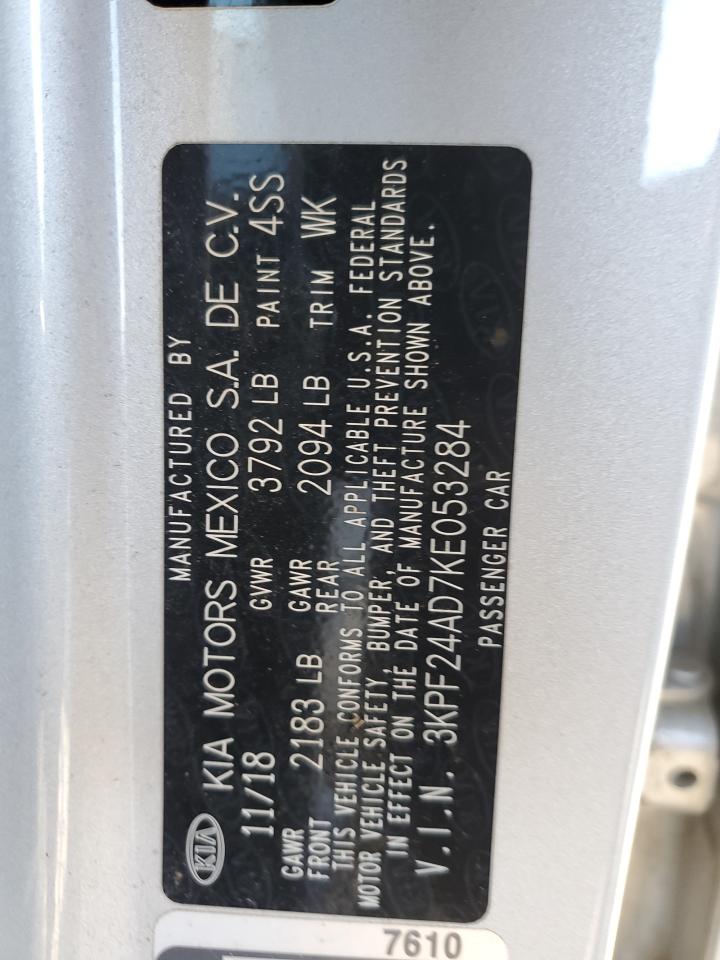 MANUFACTURED BY
KIA KIA MOTORS MEXICO S.A. DE C.V.
11/18 GVWR 3792 LB PAINT 4SS
GAWR FRONT 2183 LB GAWR REAR 2094 LB TRIM WK
THIS VEHICLE CONFORMS TO ALL APPLICABLE U.S.A. FEDERAL
MOTOR VEHICLE SAFETY, BUMPER, AND THEFT PREVENTION STANDARDS
IN EFFECT ON THE DATE OF MANUFACTURE SHOWN ABOVE.
V.I.N. 3KPF24AD7KE053284
PASSENGER CAR
7610